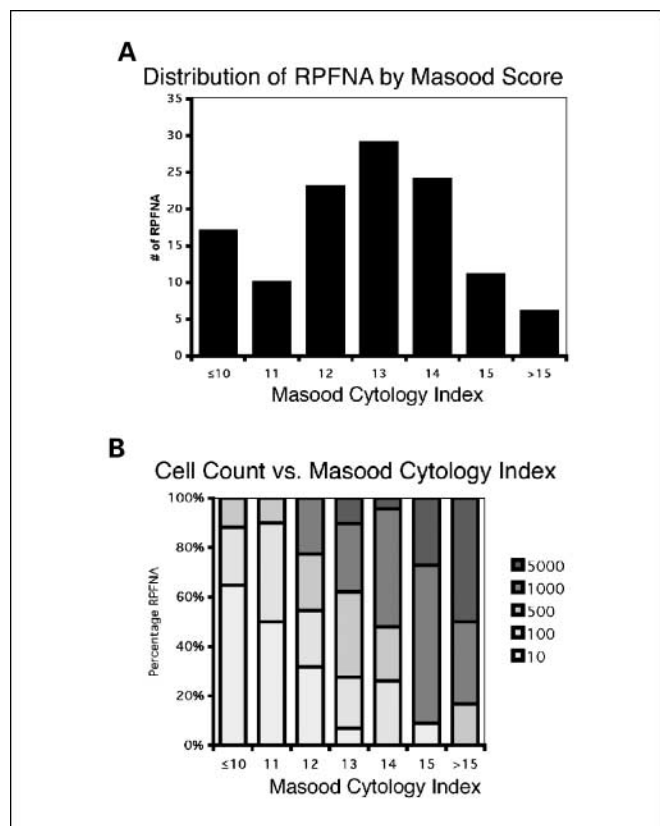 A
Distribution of RPFNA by Masood Score
35
30
25
20
15
10
5
0
# of RPFNA
≤10 11 12 13 14 15 >15
Masood Cytology Index
B
Cell Count vs. Masood Cytology Index
100%
80%
60%
40%
20%
0%
Percentage RPFNA
5000
1000
500
100
10
≤10 11 12 13 14 15 >15
Masood Cytology Index